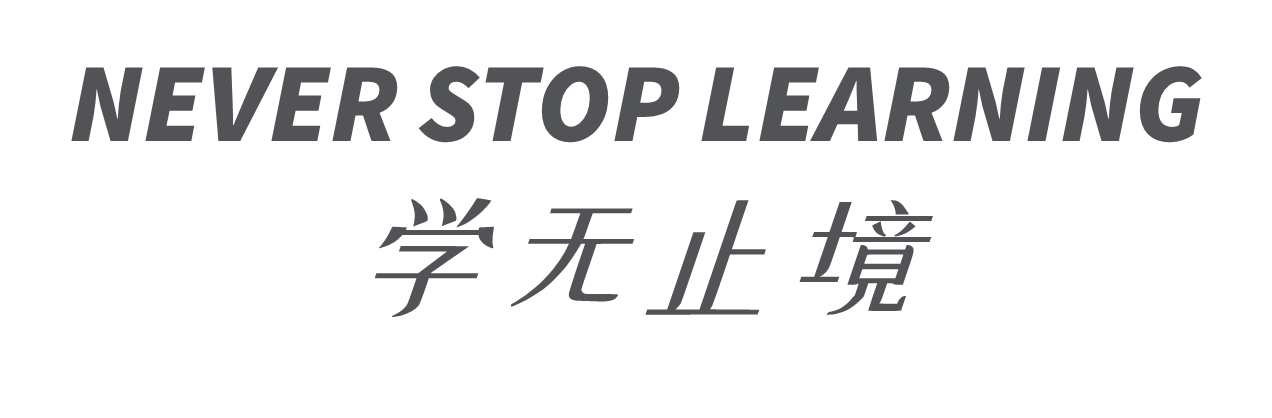 NEVER STOP LEARNING
学无止境